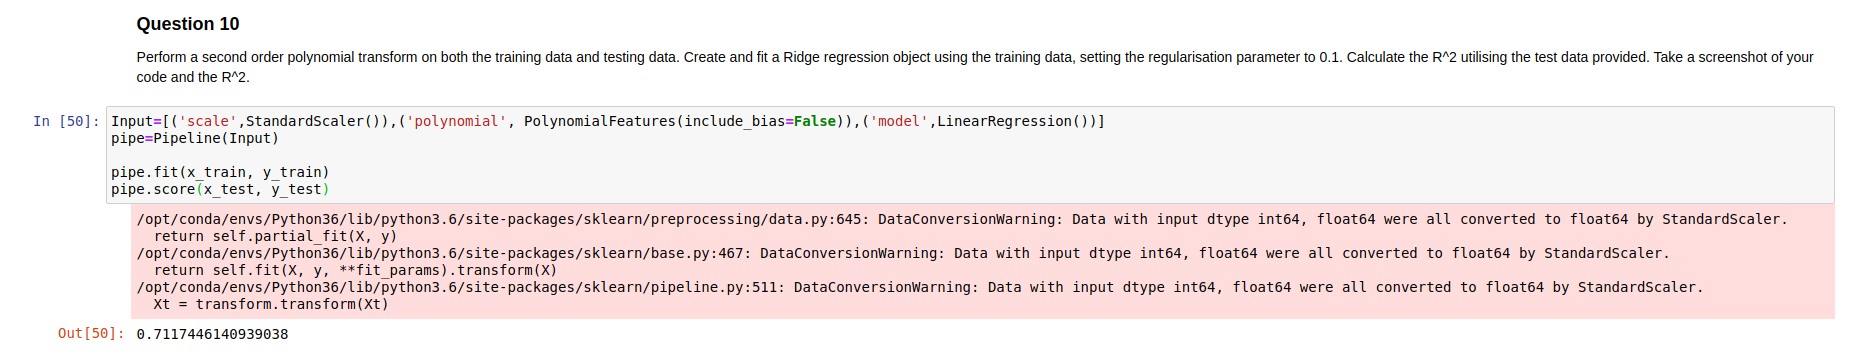 Question 10
Perform a second order polynomial transform on both the training data and testing data. Create and fit a Ridge regression object using the training data, setting the regularisation parameter to 0.1. Calculate the R^2 utilising the test data provided. Take a screenshot of your
code and the R^2.
In [50]: Input=[('scale',StandardScaler()),('polynomial', PolynomialFeatures(include_bias=False)),('model',LinearRegression())]
pipe=Pipeline(Input)
pipe.fit(x_train, y_train)
pipe.score(x_test, y_test)
/opt/conda/envs/Python36/lib/python3.6/site-packages/sklearn/preprocessing/data.py:645: DataConversionWarning: Data with input dtype int64, float64 were all converted to float64 by StandardScaler.
  return self.partial_fit(X, y)
/opt/conda/envs/Python36/lib/python3.6/site-packages/sklearn/base.py:467: DataConversionWarning: Data with input dtype int64, float64 were all converted to float64 by StandardScaler.
  return self.fit(X, y, **fit_params).transform(X)
/opt/conda/envs/Python36/lib/python3.6/site-packages/sklearn/pipeline.py:511: DataConversionWarning: Data with input dtype int64, float64 were all converted to float64 by StandardScaler.
  Xt = transform.transform(Xt)
Out[50]: 0.7117446140939038